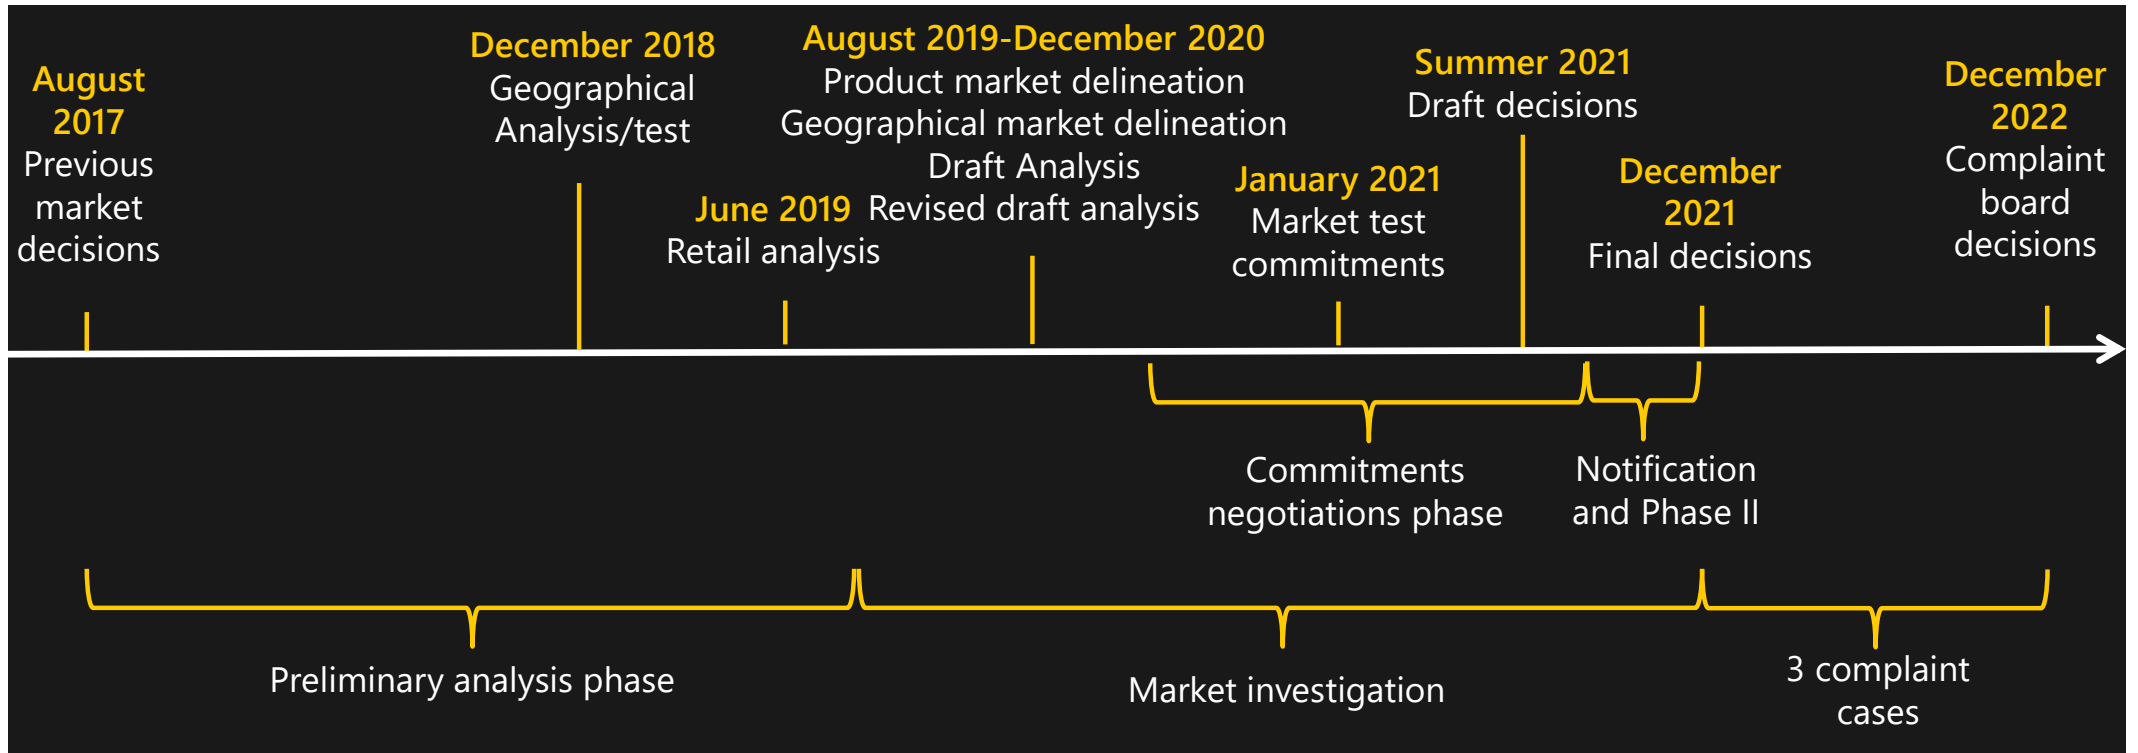 August
2017
Previous
market
decisions
December 2018
Geographical
Analysis/test
June 2019
Retail analysis
August 2019-December 2020
Product market delineation
Geographical market delineation
Draft Analysis
Revised draft analysis
January 2021
Market test
commitments
Summer 2021
Draft decisions
December
2021
Final decisions
December
2022
Complaint
board
decisions
Commitments
negotiations phase
Notification
and Phase II
Preliminary analysis phase
Market investigation
3 complaint
cases